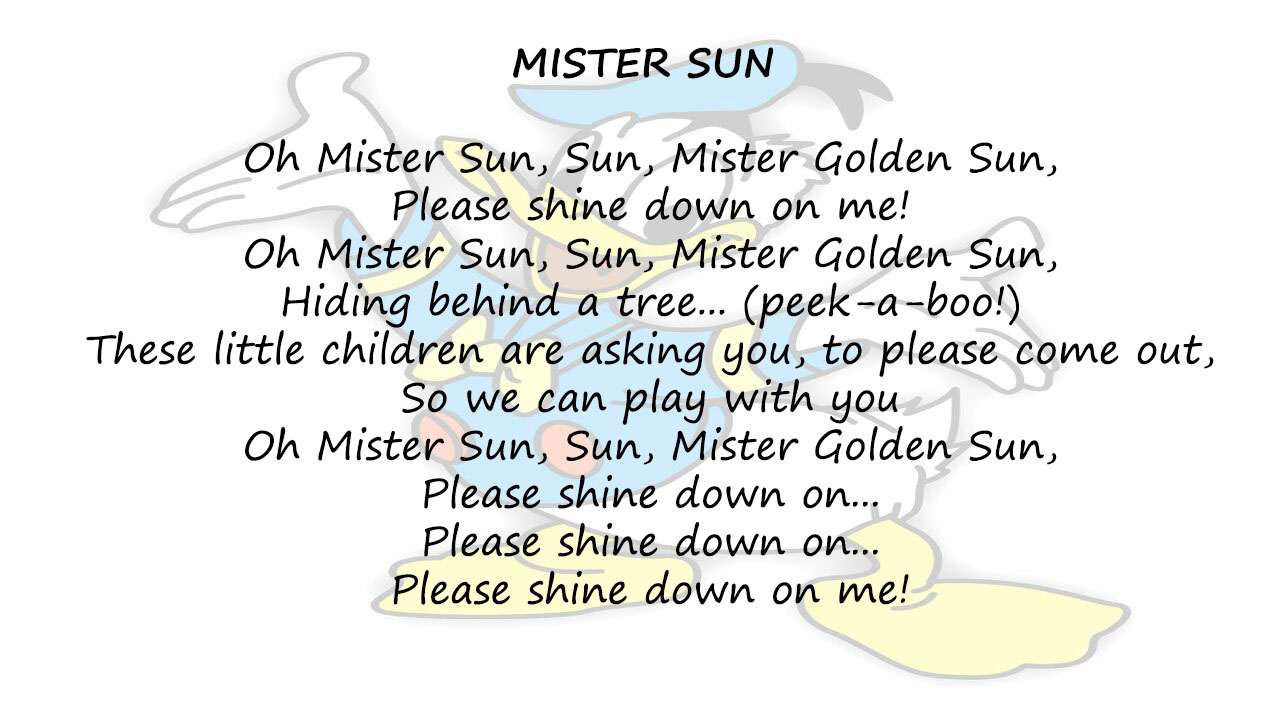 MISTER SUN
Oh Mister Sun, Sun, Mister Golden Sun,
Please shine down on me!
Oh Mister Sun, Sun, Mister Golden Sun,
Hiding behind a tree... (peek-a-boo!)
These little children are asking you, to please come out,
So we can play with you
Oh Mister Sun, Sun, Mister Golden Sun,
Please shine down on...
Please shine down on...
Please shine down on me!